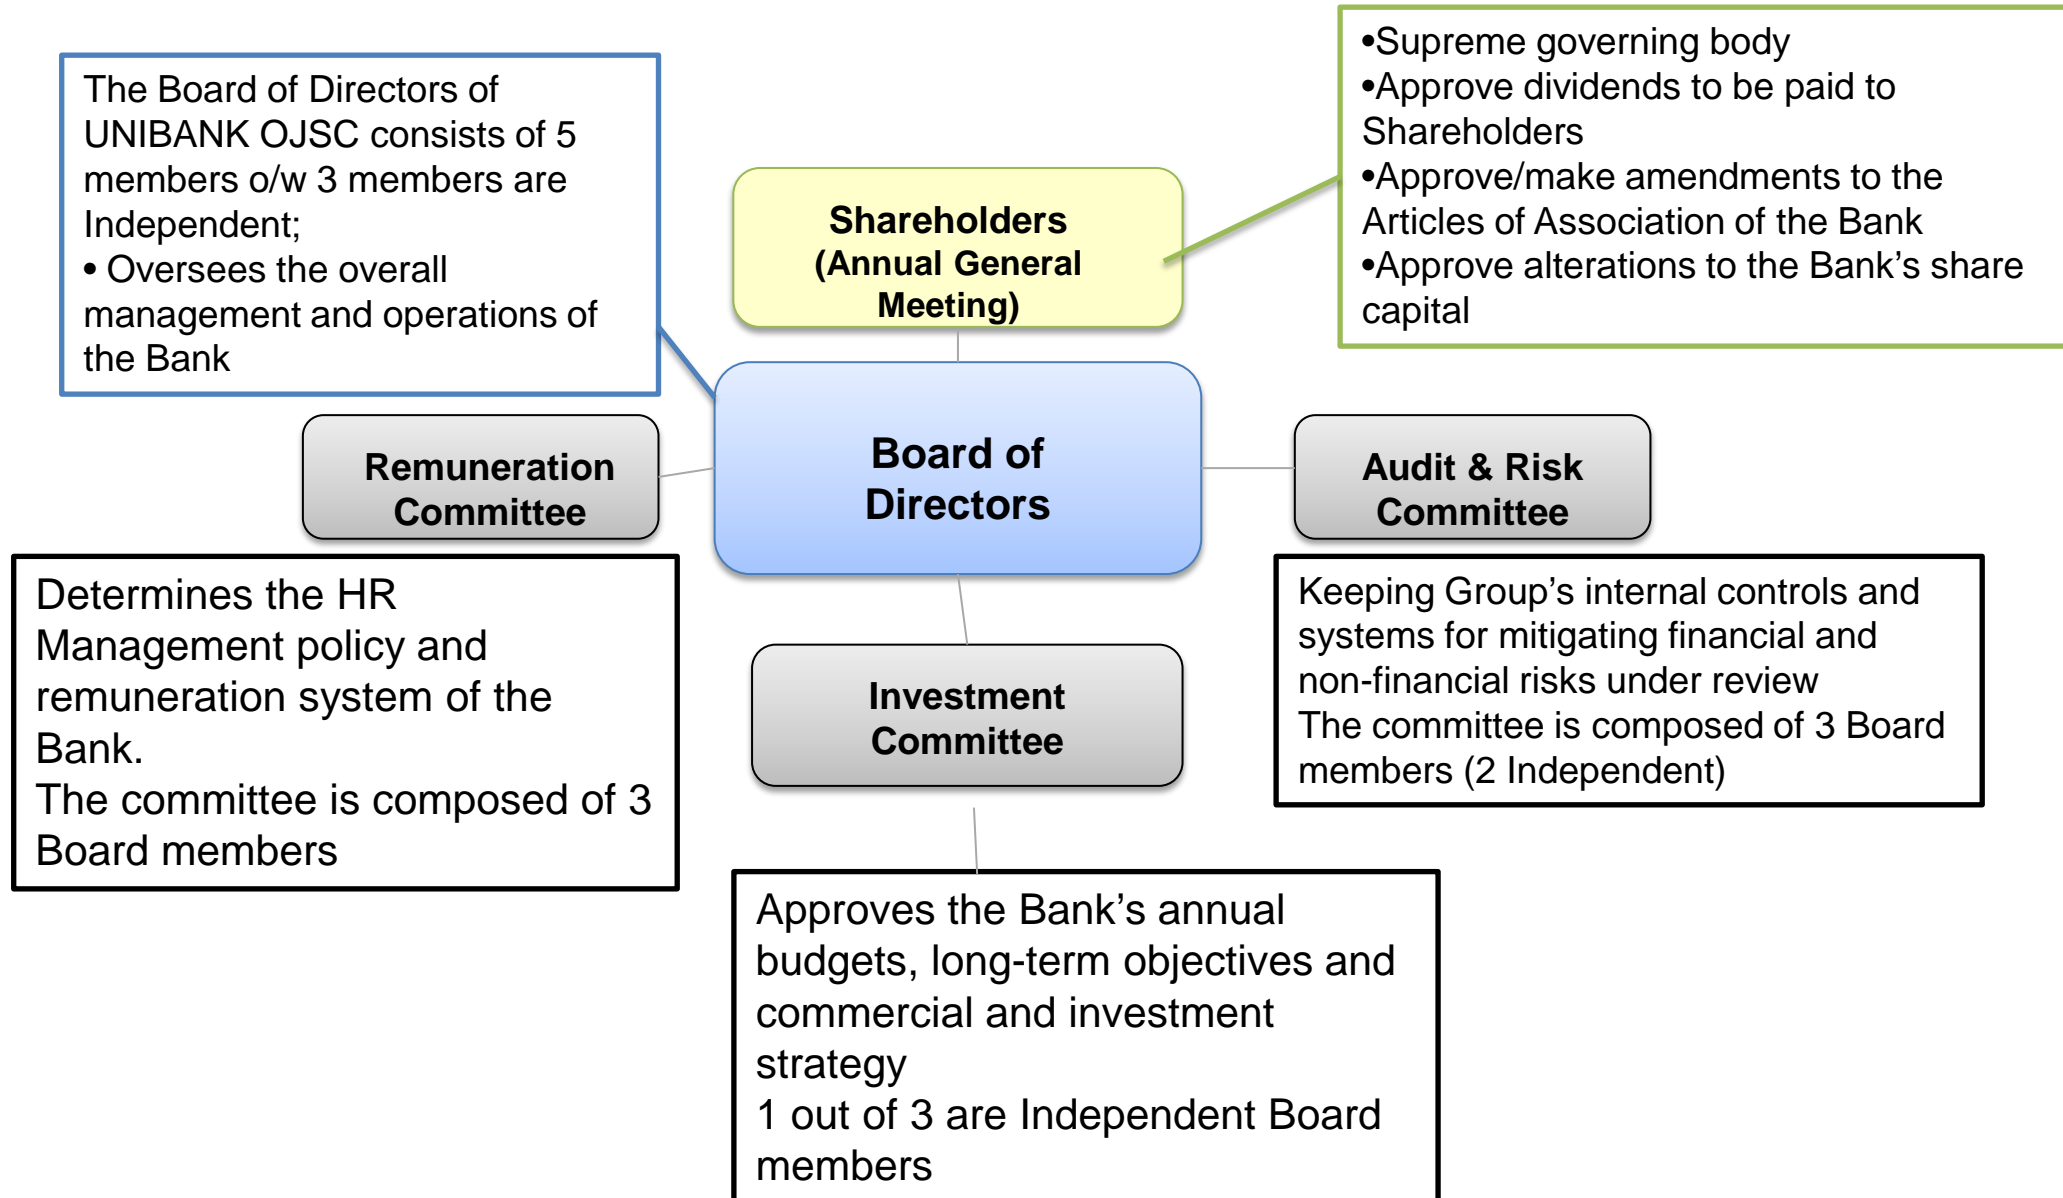 The Board of Directors of
UNIBANK OJSC consists of 5
members o/w 3 members are
Independent;
• Oversees the overall
management and operations of
the Bank
Shareholders
(Annual General
Meeting)
•Supreme governing body
•Approve dividends to be paid to
Shareholders
•Approve/make amendments to the
Articles of Association of the Bank
•Approve alterations to the Bank’s share
capital
Remuneration
Committee
Board of
Directors
Audit & Risk
Committee
Determines the HR
Management policy and
remuneration system of the
Bank.
The committee is composed of 3
Board members
Investment
Committee
Keeping Group’s internal controls and
systems for mitigating financial and
non-financial risks under review
The committee is composed of 3 Board
members (2 Independent)
Approves the Bank’s annual
budgets, long-term objectives and
commercial and investment
strategy
1 out of 3 are Independent Board
members